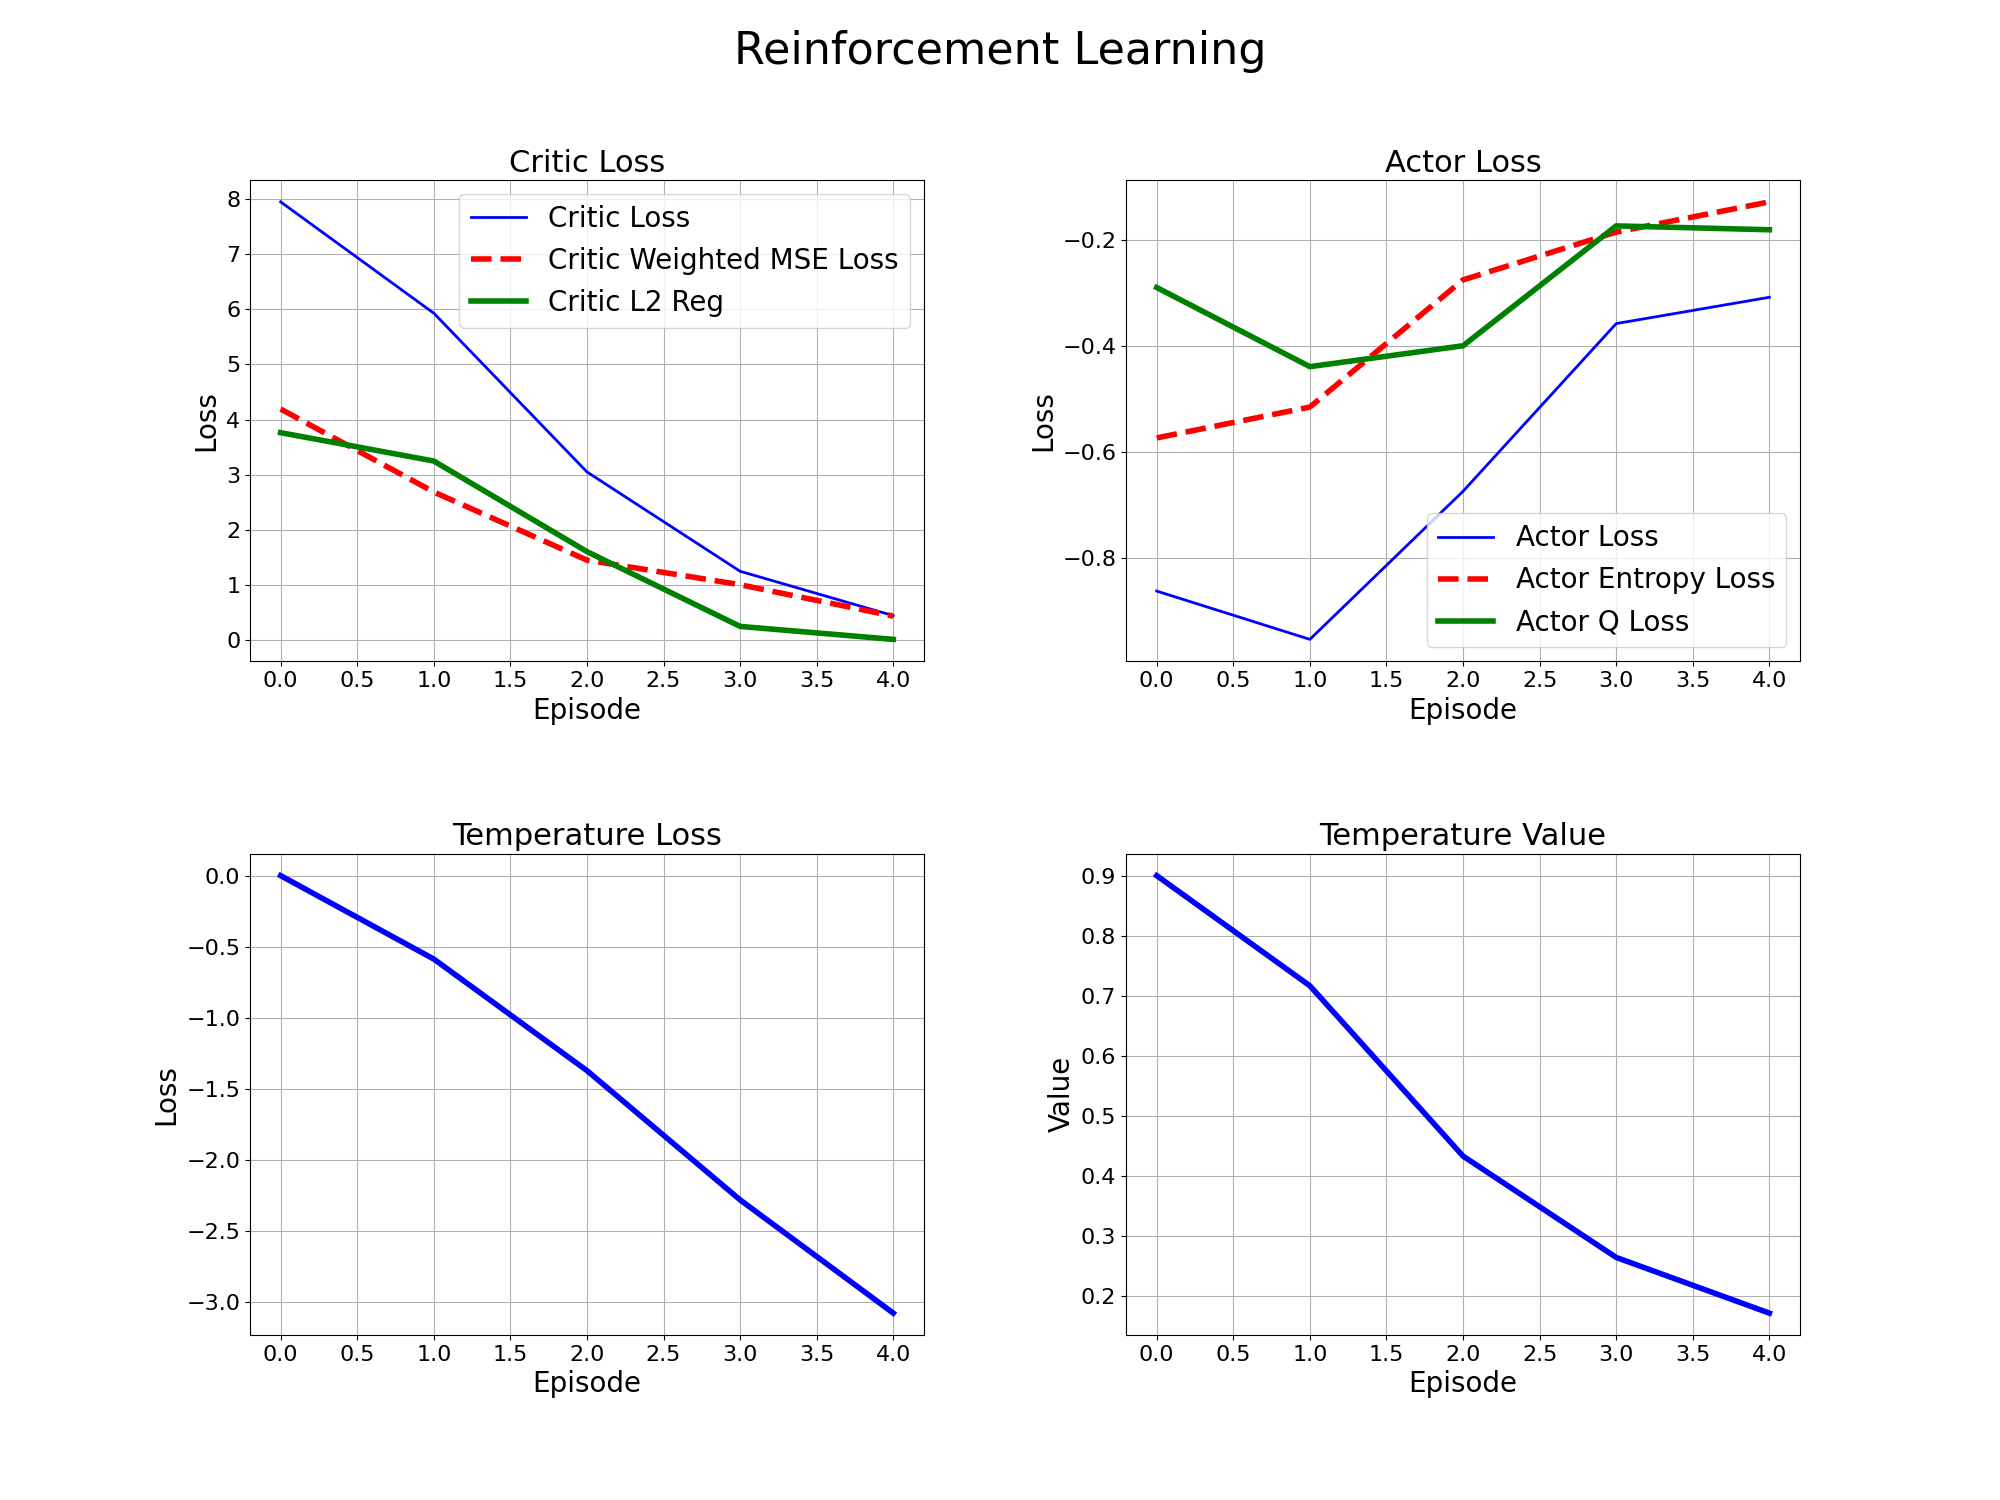 Reinforcement Learning
Critic Loss
8
7
6
5
4
3
2
1
0
Loss
Critic Loss
Critic Weighted MSE Loss
Critic L2 Reg
0.0 0.5 1.0 1.5 2.0 2.5 3.0 3.5 4.0
Episode
Actor Loss
−0.2
−0.4
−0.6
−0.8
Loss
Actor Loss
Actor Entropy Loss
Actor Q Loss
0.0 0.5 1.0 1.5 2.0 2.5 3.0 3.5 4.0
Episode
Temperature Loss
0.0
−0.5
−1.0
−1.5
−2.0
−2.5
−3.0
Loss
0.0 0.5 1.0 1.5 2.0 2.5 3.0 3.5 4.0
Episode
Temperature Value
0.9
0.8
0.7
0.6
0.5
0.4
0.3
0.2
Value
0.0 0.5 1.0 1.5 2.0 2.5 3.0 3.5 4.0
Episode